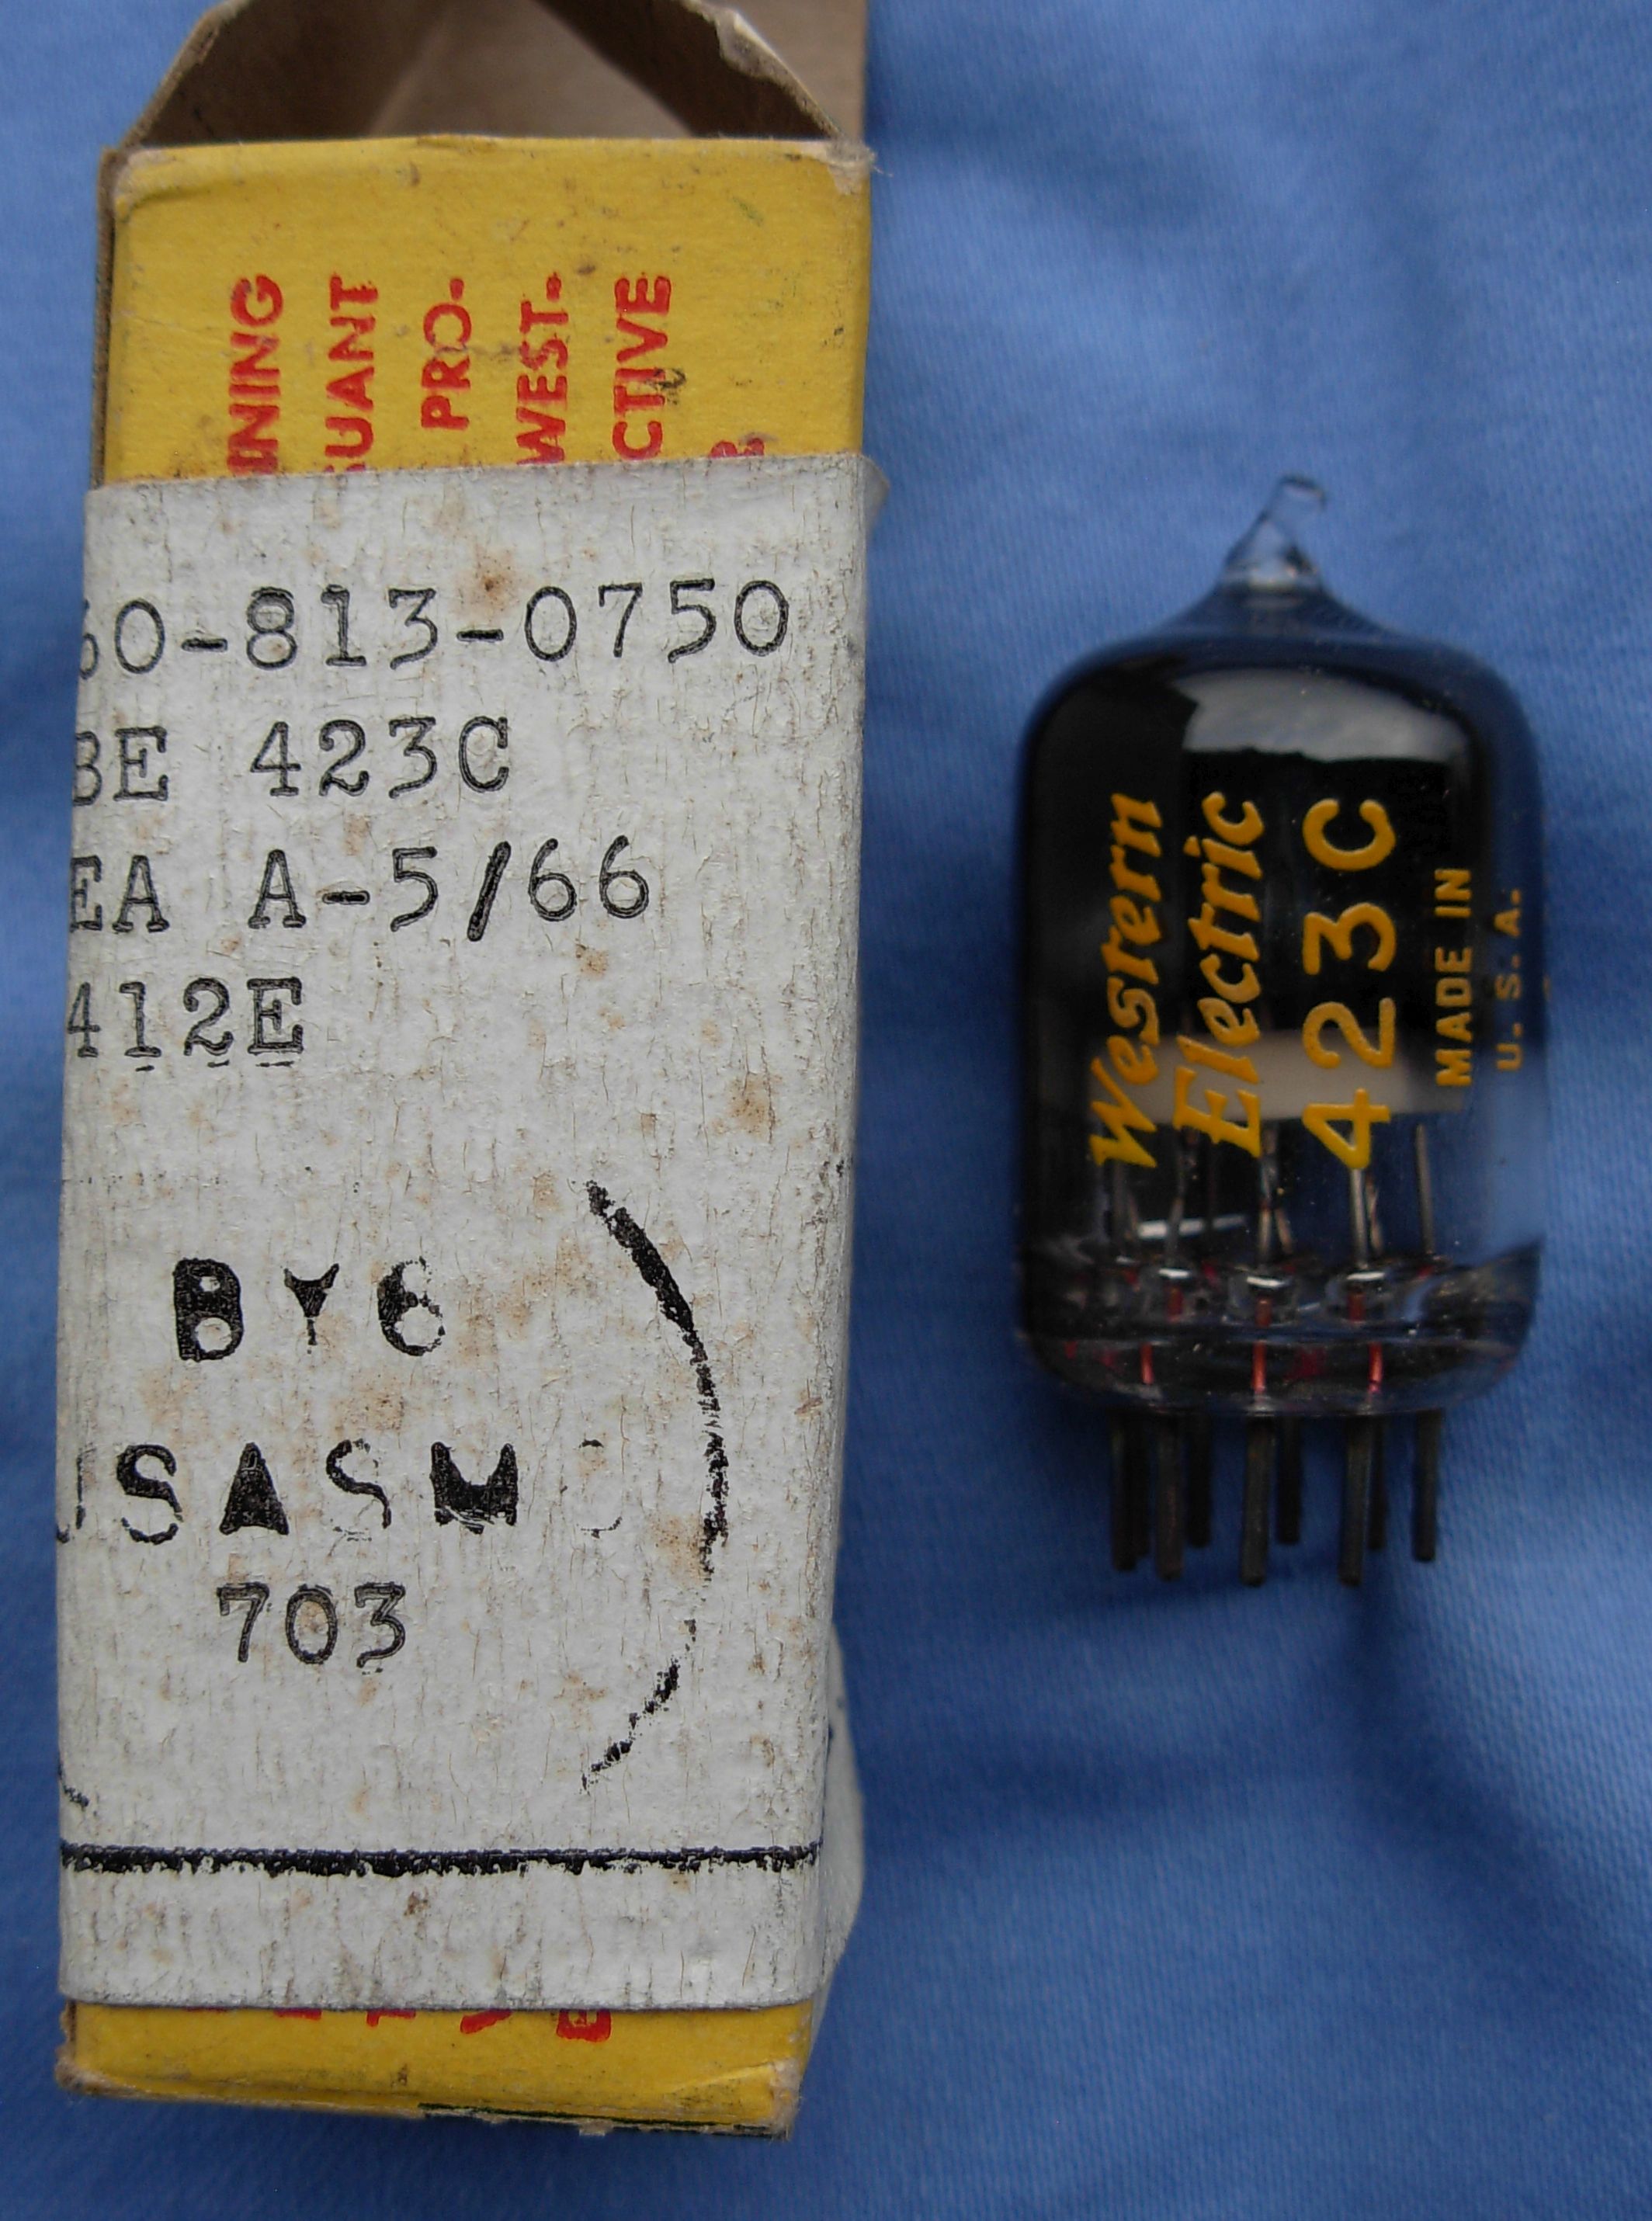 NING
UANT
PRO-
WEST-
CTIVE
60-813-0750
BE 423C
EA A-5/66
412E
BY6
USASM
703
Western
Electric
423C
MADE IN
U.S.A.